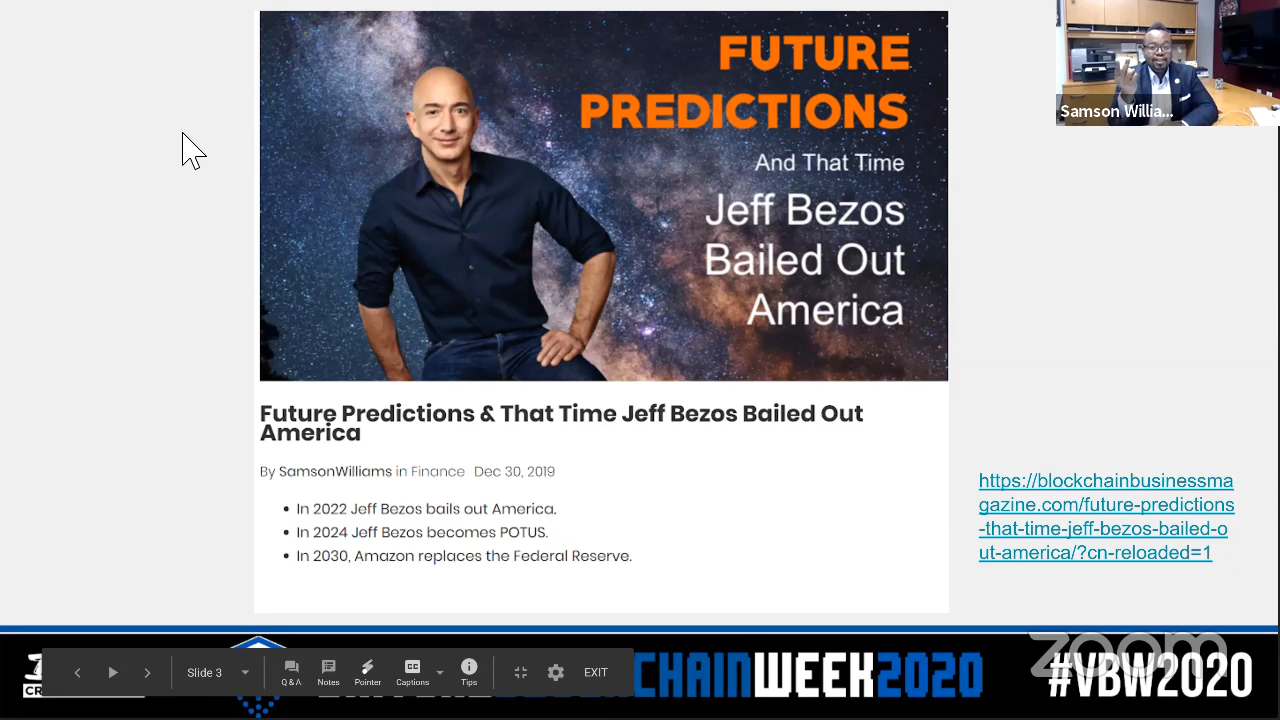 FUTURE
PREDICTIONS
And That Time
Jeff Bezos
Bailed Out
America
Samson Willia...
Future Predictions & That Time Jeff Bezos Bailed Out
America
By SamsonWilliams in Finance Dec 30, 2019
• In 2022 Jeff Bezos bails out America.
• In 2024 Jeff Bezos becomes POTUS.
• In 2030, Amazon replaces the Federal Reserve.
https://blockchainbusinessma
gazine.com/future-predictions
-that-time-jeff-bezos-bailed-o
ut-america/?cn-reloaded=1
Slide 3
Q & A
Notes
Pointer
CC
Captions
Tips
EXIT
CHAINWEEK2020
zoom
#VBW2020